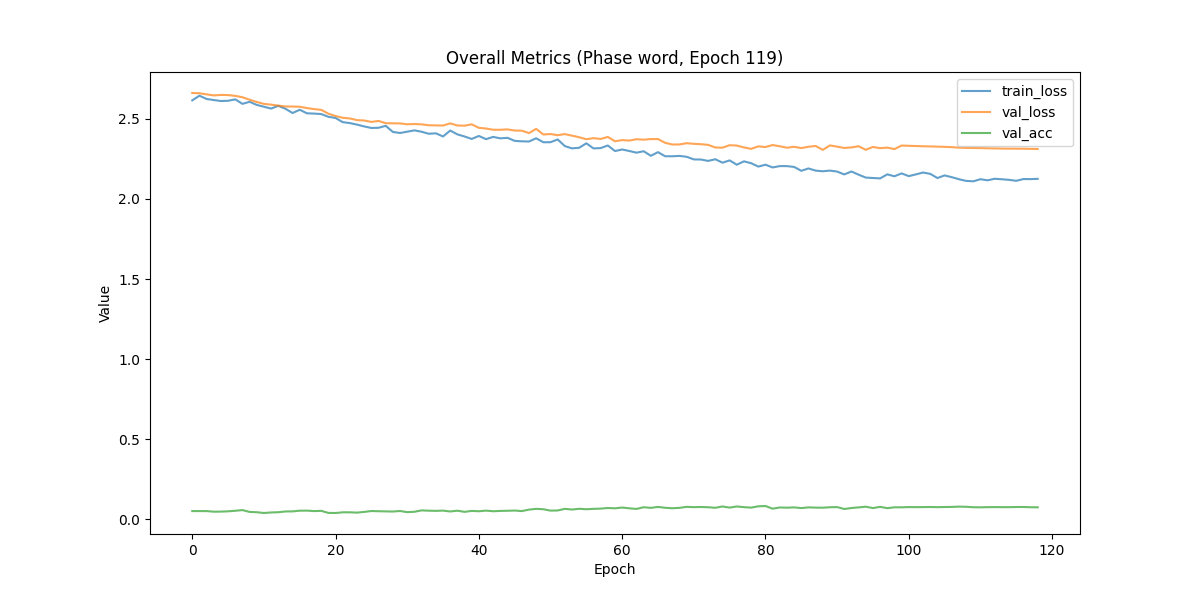 Overall Metrics (Phase word, Epoch 119)
train_loss
val_loss
val_acc
2.5
2.0
1.5
1.0
0.5
0.0
Value
0 20 40 60 80 100 120
Epoch